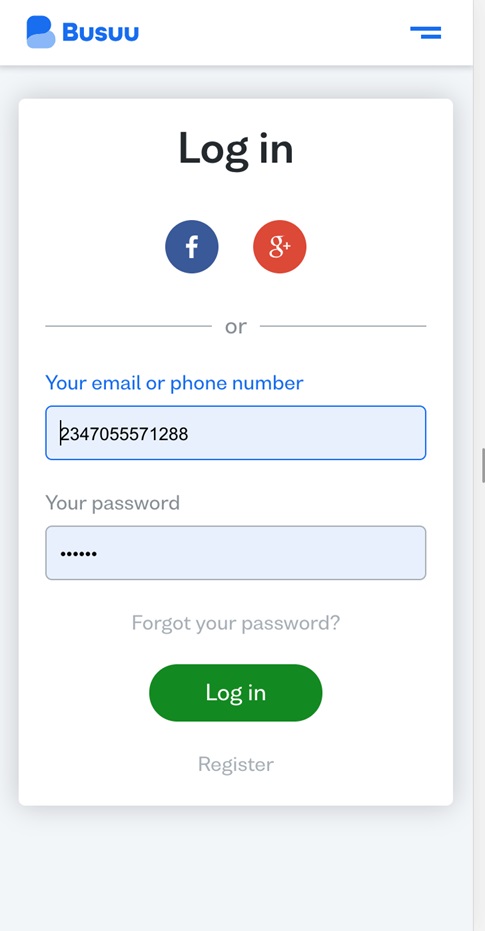 Busuu
Log in
f
g+
or
Your email or phone number
2347055571288
Your password
••••••
Forgot your password?
Log in
Register